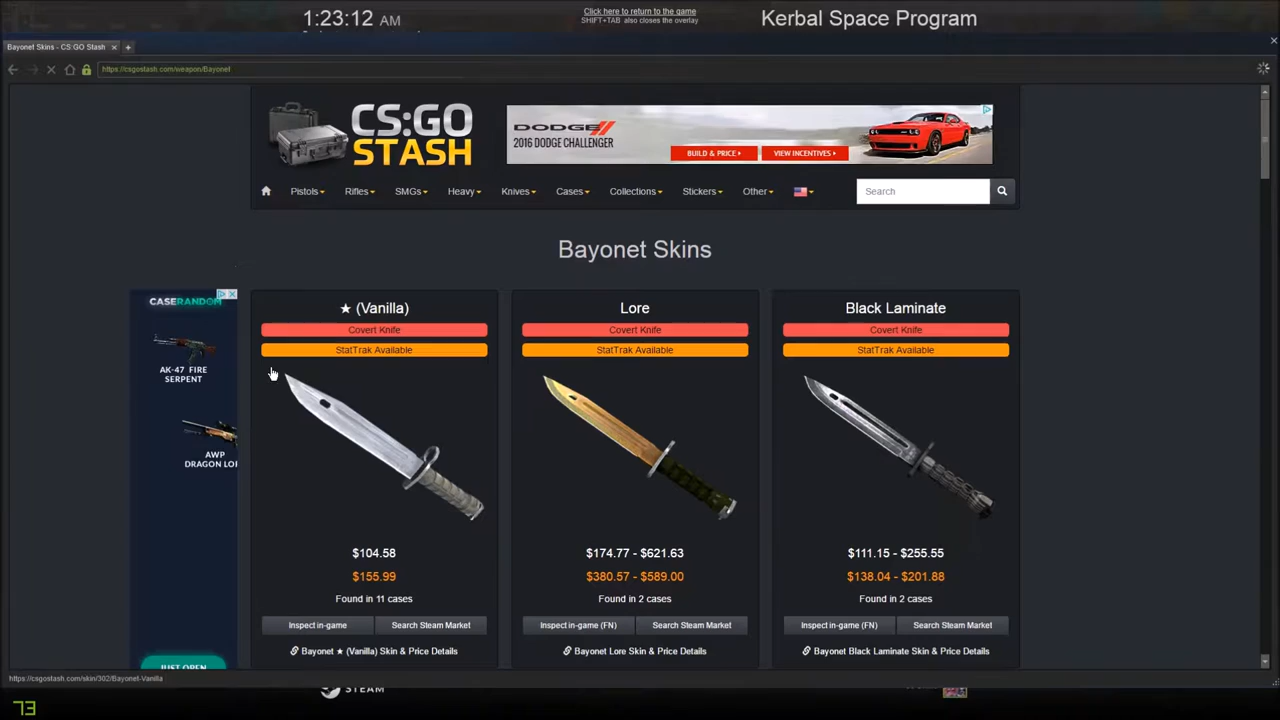 1:23:12 AM
Click here to return to the game
SHIFT+TAB also closes the overlay
Kerbal Space Program
Bayonet Skins - CS:GO Stash
https://csgostash.com/weapon/Bayonet
CS:GO
STASH
DODGE
2016 DODGE CHALLENGER
BUILD & PRICE
VIEW INCENTIVES
Pistols Rifles SMGs Heavy Knives Cases Collections Stickers Other Search
Bayonet Skins
CASERANDOM
AK-47 FIRE
SERPENT
AWP
DRAGON LOR
JUST OPEN
★ (Vanilla)
Covert Knife
StatTrak Available
$104.58
$155.99
Found in 11 cases
Inspect in-game Search Steam Market
Bayonet ★ (Vanilla) Skin & Price Details
Lore
Covert Knife
StatTrak Available
$174.77 - $621.63
$380.57 - $589.00
Found in 2 cases
Inspect in-game (FN) Search Steam Market
Bayonet Lore Skin & Price Details
Black Laminate
Covert Knife
StatTrak Available
$111.15 - $255.55
$138.04 - $201.88
Found in 2 cases
Inspect in-game (FN) Search Steam Market
Bayonet Black Laminate Skin & Price Details
https://csgostash.com/skin/302/Bayonet-Vanilla
STEAM
73